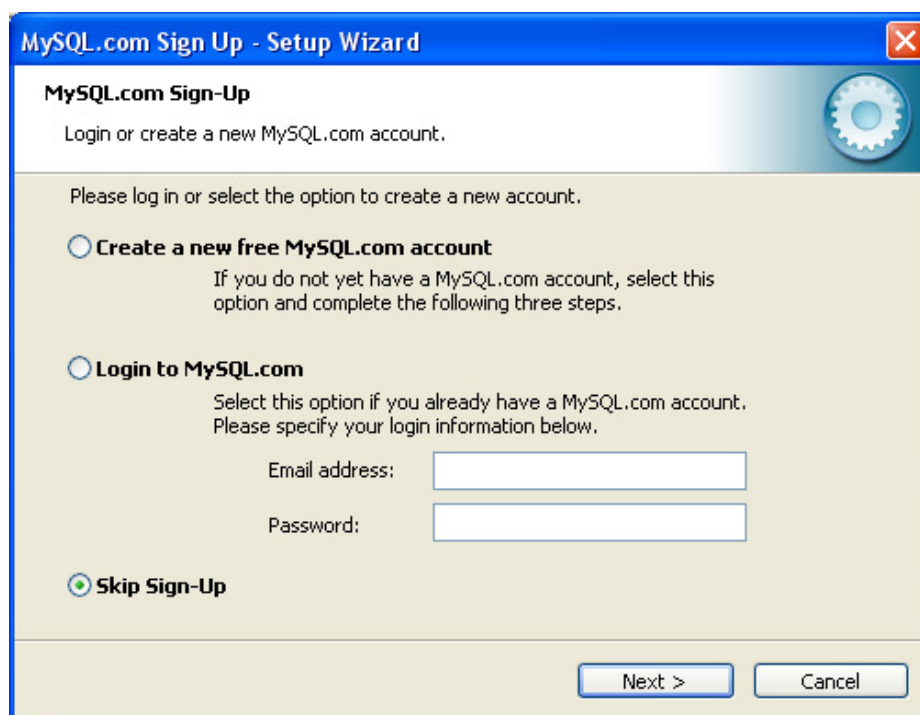 MySQL.com Sign Up - Setup Wizard
MySQL.com Sign-Up
Login or create a new MySQL.com account.
Please log in or select the option to create a new account.
Create a new free MySQL.com account
If you do not yet have a MySQL.com account, select this
option and complete the following three steps.
Login to MySQL.com
Select this option if you already have a MySQL.com account.
Please specify your login information below.
Email address:
Password:
Skip Sign-Up
Next >
Cancel